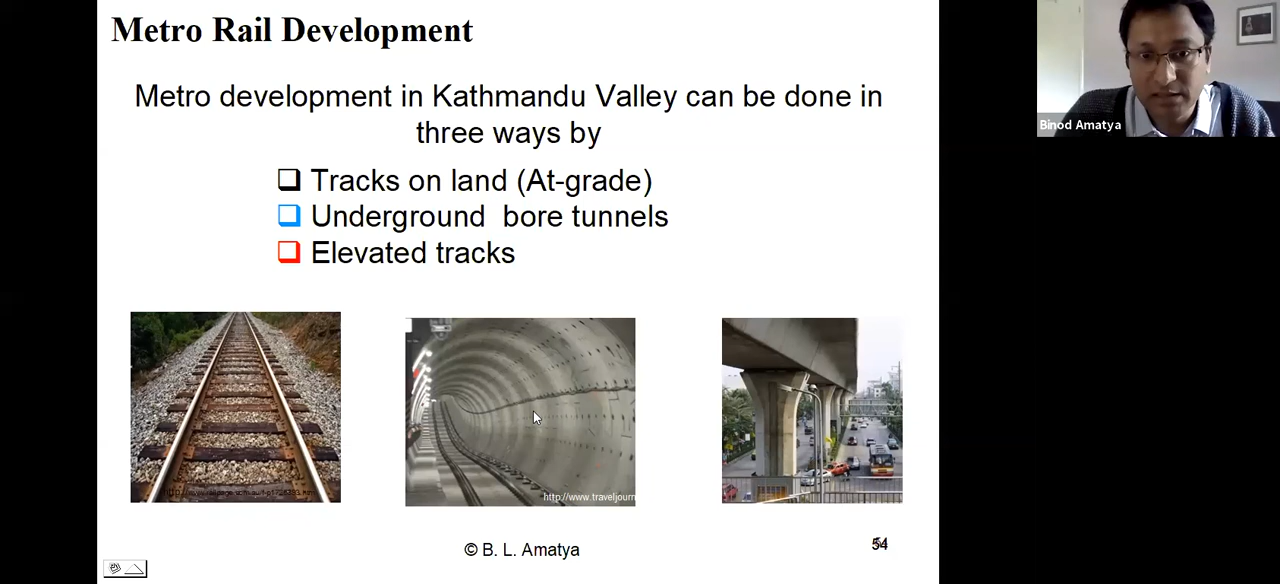 Metro Rail Development
Metro development in Kathmandu Valley can be done in
three ways by
Tracks on land (At-grade)
Underground bore tunnels
Elevated tracks
http://www.traveljourn
© B. L. Amatya
Binod Amatya